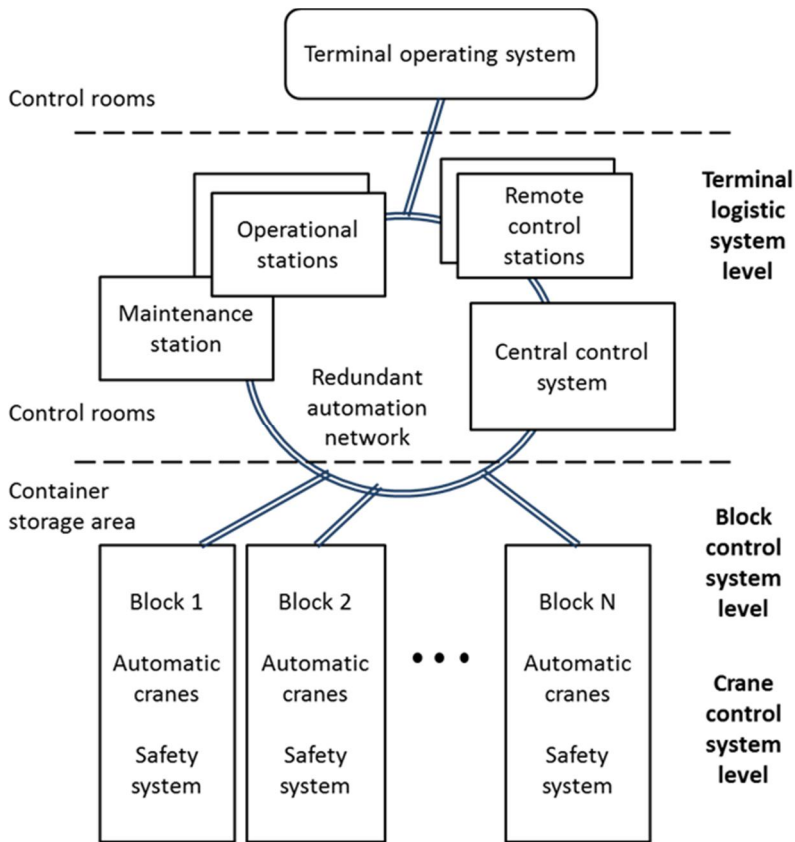 Terminal operating system
Control rooms
Operational
stations
Remote
control
stations
Terminal
logistic
system
level
Maintenance
station
Central control
system
Redundant
automation
network
Control rooms
Container
storage area
Block
control
system
level
Block 1
Automatic
cranes
Safety
system
Block 2
Automatic
cranes
Safety
system
• • •
Block N
Automatic
cranes
Safety
system
Crane
control
system
level